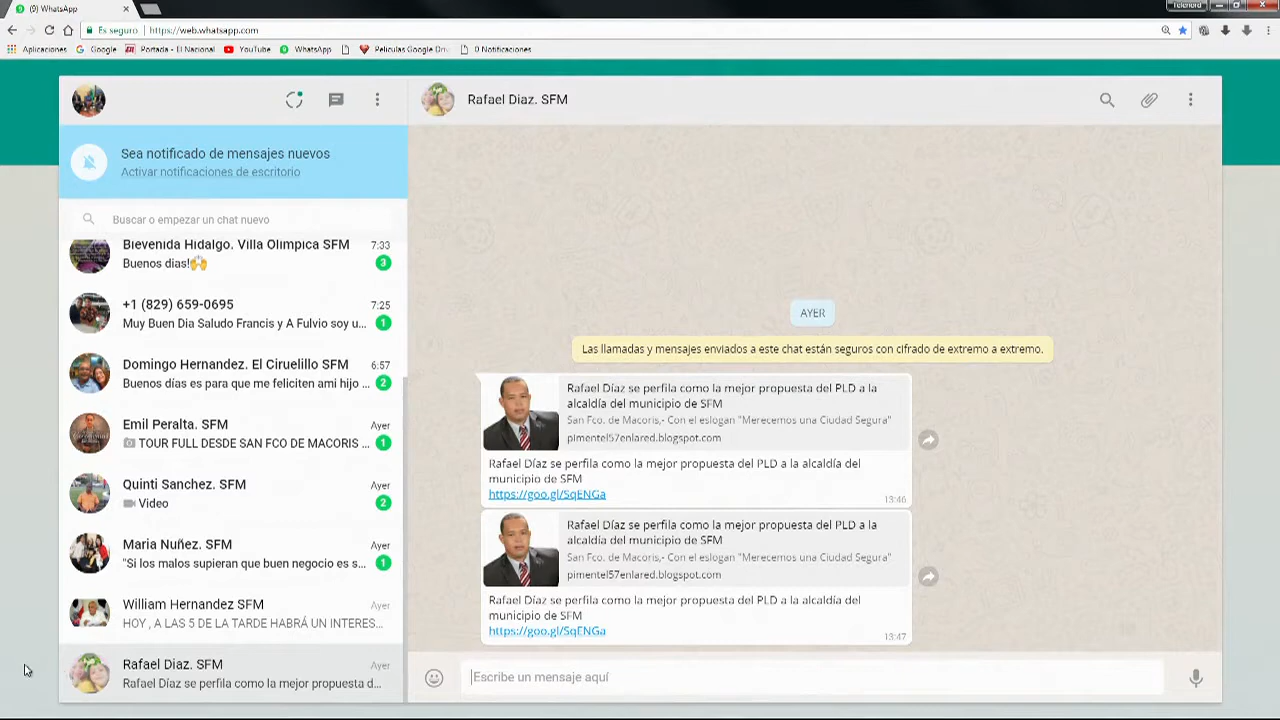 (9) WhatsApp
Telenord
Es seguro
https://web.whatsapp.com
Aplicaciones
Google
Portada - El Nacional
YouTube
WhatsApp
Peliculas Google Dri
0 Notificaciones
Sea notificado de mensajes nuevos
Activar notificaciones de escritorio
Buscar o empezar un chat nuevo
Bievenida Hidalgo. Villa Olimpica SFM 7:33
Buenos dias!🙌 3
+1 (829) 659-0695 7:25
Muy Buen Dia Saludo Francis y A Fulvio soy u... 1
Domingo Hernandez. El Ciruelillo SFM 6:57
Buenos días es para que me feliciten ami hijo ... 2
Emil Peralta. SFM Ayer
TOUR FULL DESDE SAN FCO DE MACORIS ... 1
Quinti Sanchez. SFM Ayer
Video 2
Maria Nuñez. SFM Ayer
"Si los malos supieran que buen negocio es s... 1
William Hernandez SFM Ayer
HOY , A LAS 5 DE LA TARDE HABRÁ UN INTERES...
Rafael Diaz. SFM Ayer
Rafael Díaz se perfila como la mejor propuesta d...
Rafael Diaz. SFM
AYER
Las llamadas y mensajes enviados a este chat están seguros con cifrado de extremo a extremo.
Rafael Díaz se perfila como la mejor propuesta del PLD a la
alcaldía del municipio de SFM
San Fco. de Macoris,- Con el eslogan "Merecemos una Ciudad Segura"
pimentel57enlared.blogspot.com
Rafael Díaz se perfila como la mejor propuesta del PLD a la alcaldía del
municipio de SFM
https://goo.gl/SqENGa
13:46
Rafael Díaz se perfila como la mejor propuesta del PLD a la
alcaldía del municipio de SFM
San Fco. de Macoris,- Con el eslogan "Merecemos una Ciudad Segura"
pimentel57enlared.blogspot.com
Rafael Díaz se perfila como la mejor propuesta del PLD a la alcaldía del
municipio de SFM
https://goo.gl/SqENGa
13:47
Escribe un mensaje aquí